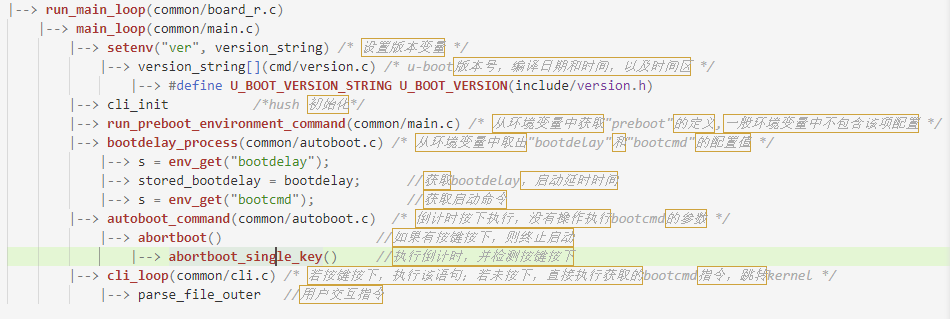 |--> run_main_loop(common/board_r.c)
|--> main_loop(common/main.c)
|--> setenv("ver", version_string) /* 设置版本变量 */
|--> version_string[](cmd/version.c) /* u-boot版本号, 编译日期和时间, 以及时间区 */
|--> #define U_BOOT_VERSION_STRING U_BOOT_VERSION(include/version.h)
|--> cli_init /*hush 初始化*/
|--> run_preboot_environment_command(common/main.c) /* 从环境变量中获取"preboot"的定义,一般环境变量中不包含该项配置 */
|--> bootdelay_process(common/autoboot.c) /* 从环境变量中取出"bootdelay"和"bootcmd"的配置值 */
|--> s = env_get("bootdelay");
|--> stored_bootdelay = bootdelay; //获取bootdelay, 启动延时时间
|--> s = env_get("bootcmd"); //获取启动命令
|--> autoboot_command(common/autoboot.c) /* 倒计时按下执行, 没有操作执行bootcmd的参数 */
|--> abortboot() //如果有按键按下, 则终止启动
|--> abortboot_single_key() //执行倒计时, 并检测按键按下
|--> cli_loop(common/cli.c) /* 若按键按下, 执行该语句; 若未按下, 直接执行获取的bootcmd指令, 跳转kernel */
|--> parse_file_outer //用户交互指令